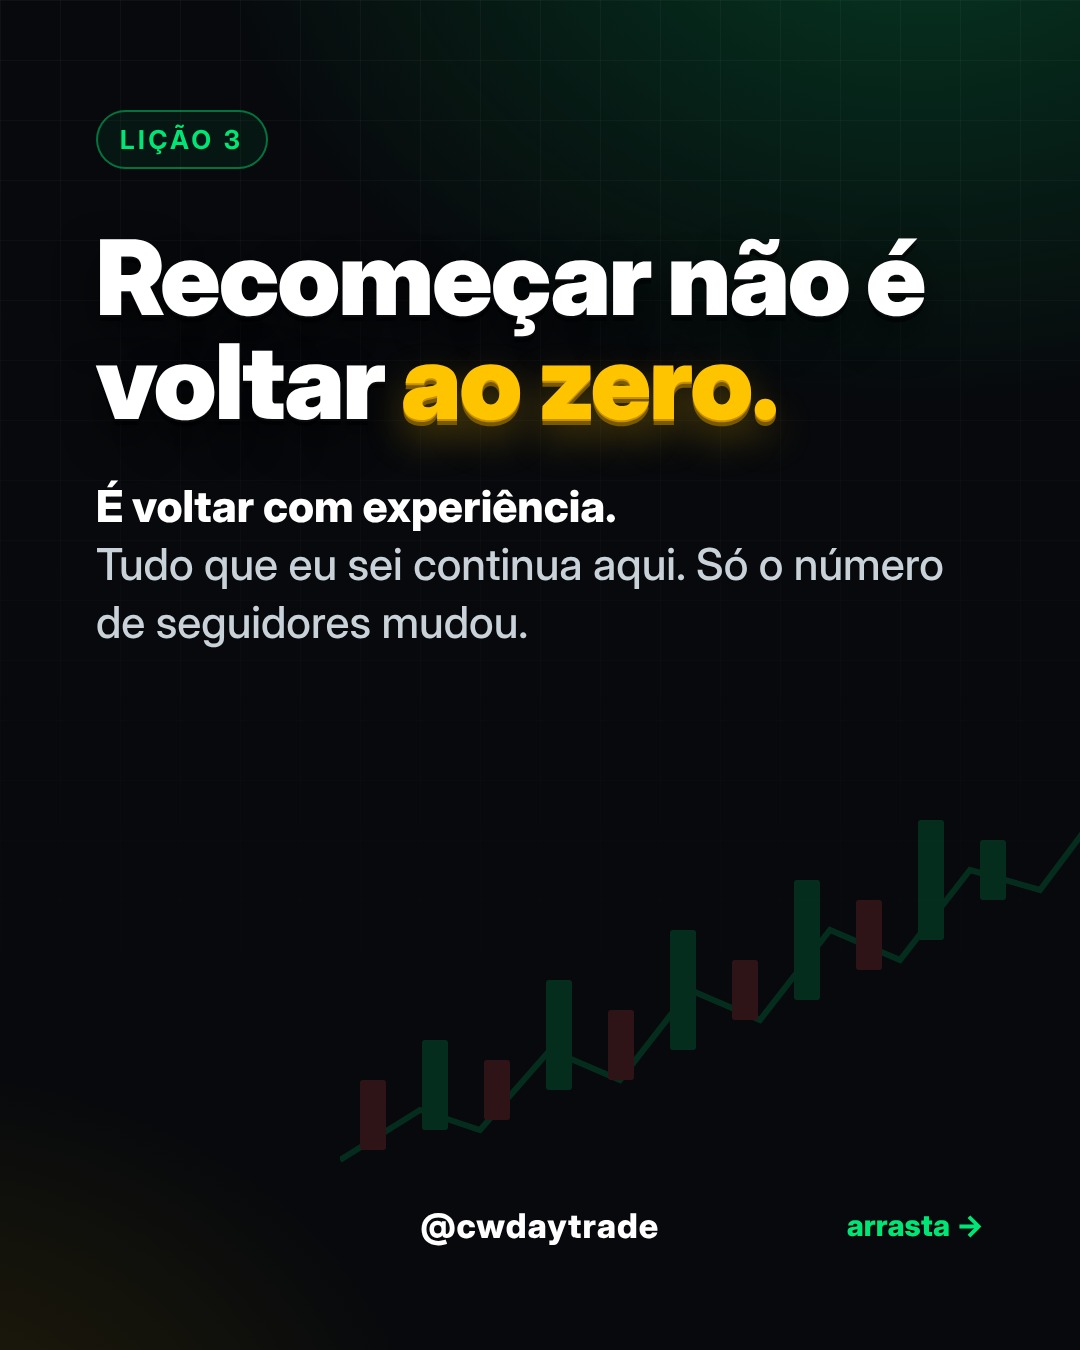 LIÇÃO 3
Recomeçar não é
voltar ao zero.
É voltar com experiência.
Tudo que eu sei continua aqui. Só o número
de seguidores mudou.
@cwdaytrade
arrasta →